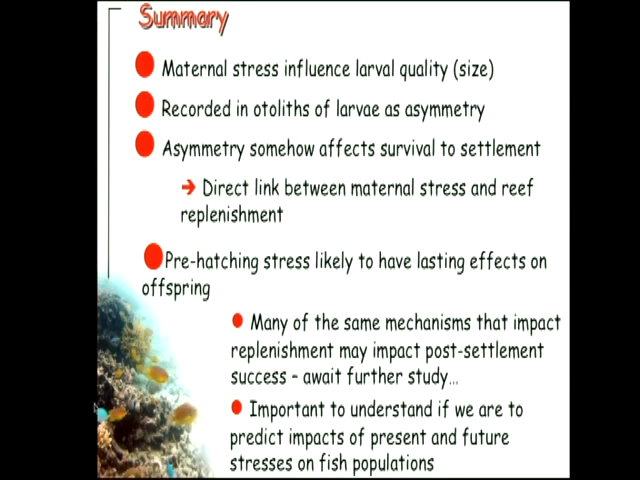 Summary
Maternal stress influence larval quality (size)
Recorded in otoliths of larvae as asymmetry
Asymmetry somehow affects survival to settlement
➔ Direct link between maternal stress and reef
replenishment
Pre-hatching stress likely to have lasting effects on
offspring
Many of the same mechanisms that impact
replenishment may impact post-settlement
success – await further study…
Important to understand if we are to
predict impacts of present and future
stresses on fish populations